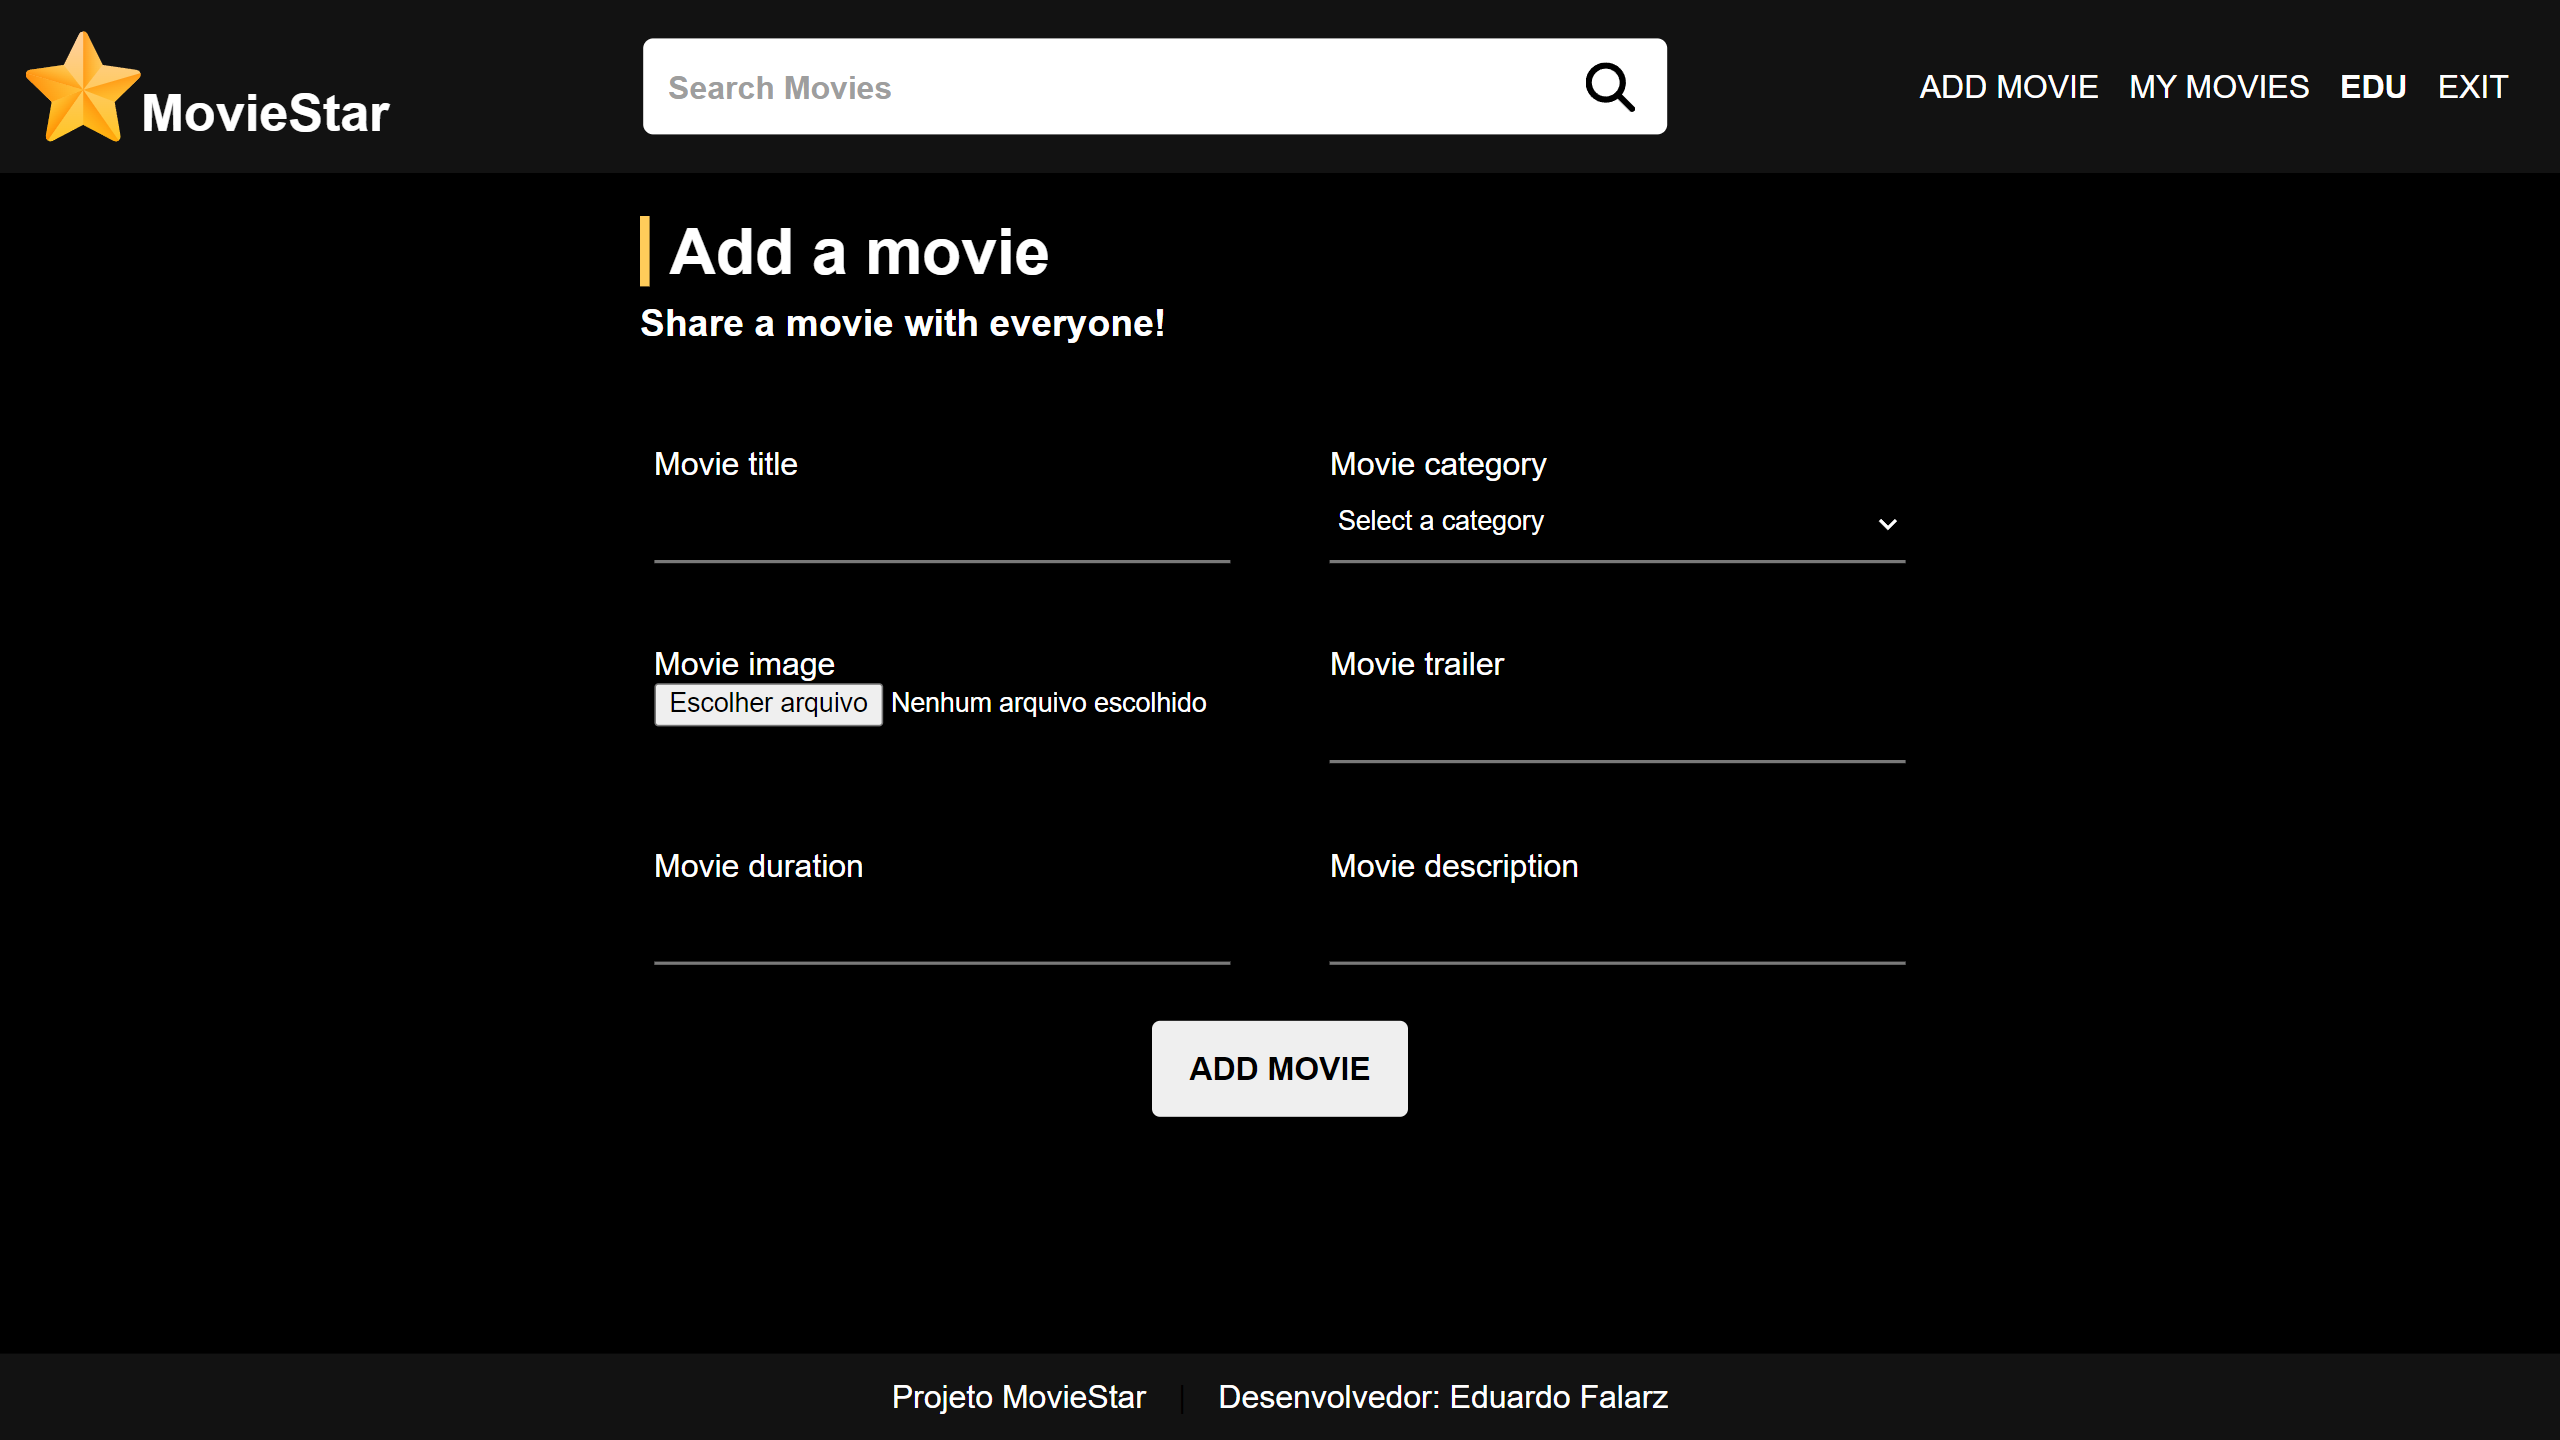 MovieStar
Search Movies
ADD MOVIE MY MOVIES EDU EXIT
Add a movie
Share a movie with everyone!
Movie title
Movie category
Select a category
Movie image
Escolher arquivo Nenhum arquivo escolhido
Movie trailer
Movie duration
Movie description
ADD MOVIE
Projeto MovieStar | Desenvolvedor: Eduardo Falarz